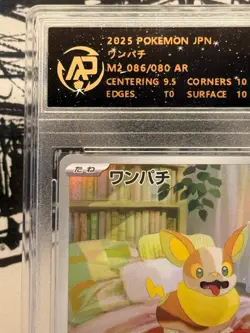 2025 POKEMON JPN
ワンパチ
M2 086/080 AR
CENTERING 9.5 CORNERS 10
EDGES 10 SURFACE 10
たね
ワンパチ